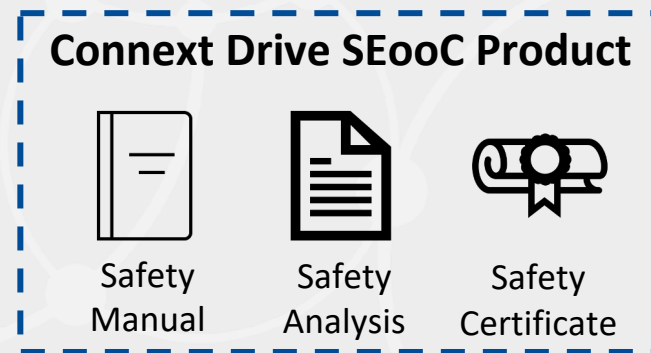 Connext Drive SEooC Product
Safety
Manual
Safety
Analysis
Safety
Certificate